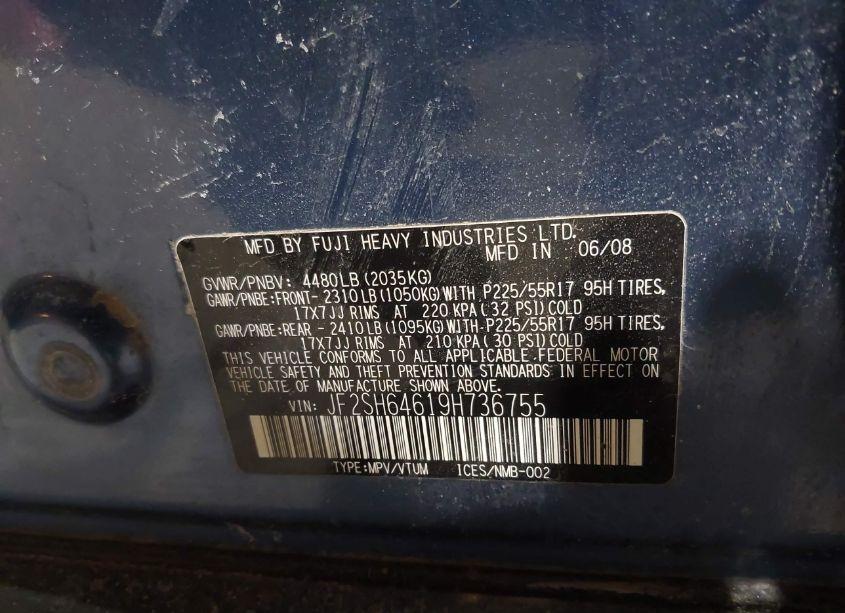 MFD BY FUJI HEAVY INDUSTRIES LTD.
MFD IN 06/08
GVWR/PNBV: 4480LB(2035KG)
GAWR/PNBE:FRONT-2310LB(1050KG)WITH P225/55R17 95H TIRES,
17X7JJ RIMS AT 220 KPA(32 PSI)COLD
GAWR/PNBE:REAR -2410LB(1095KG)WITH-P225/55R17 95H TIRES,
17X7JJ RIMS AT 210 KPA(30 PSI)COLD
THIS VEHICLE CONFORMS TO ALL APPLICABLE FEDERAL MOTOR
VEHICLE SAFETY AND THEFT PREVENTION STANDARDS IN EFFECT ON
THE DATE OF MANUFACTURE SHOWN ABOVE.
VIN: JF2SH64619H736755
TYPE:MPV/VTUM ICES/NMB-002